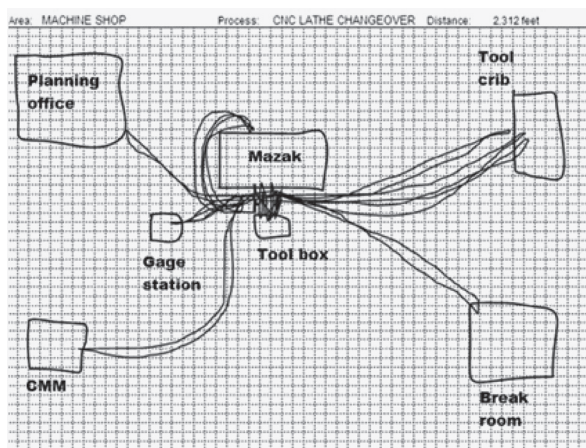 Area: MACHINE SHOP Process: CNC LATHE CHANGEOVER Distance: 2,312 feet
Planning
office
Tool
crib
Mazak
Gage
station
Tool box
CMM
Break
room